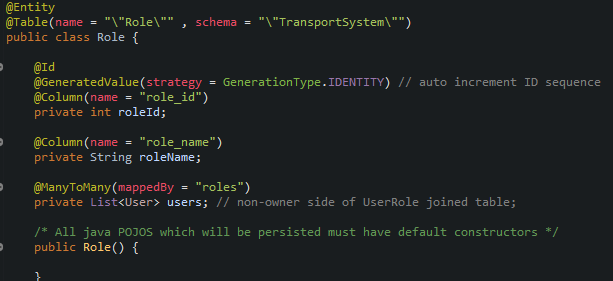 @Entity
@Table(name = "\"Role\"" , schema = "\"TransportSystem\"")
public class Role {
@Id
@GeneratedValue(strategy = GenerationType.IDENTITY) // auto increment ID sequence
@Column(name = "role_id")
private int roleId;
@Column(name = "role_name")
private String roleName;
@ManyToMany(mappedBy = "roles")
private List<User> users; // non-owner side of UserRole joined table;
/* All java POJOS which will be persisted must have default constructors */
public Role() {
}